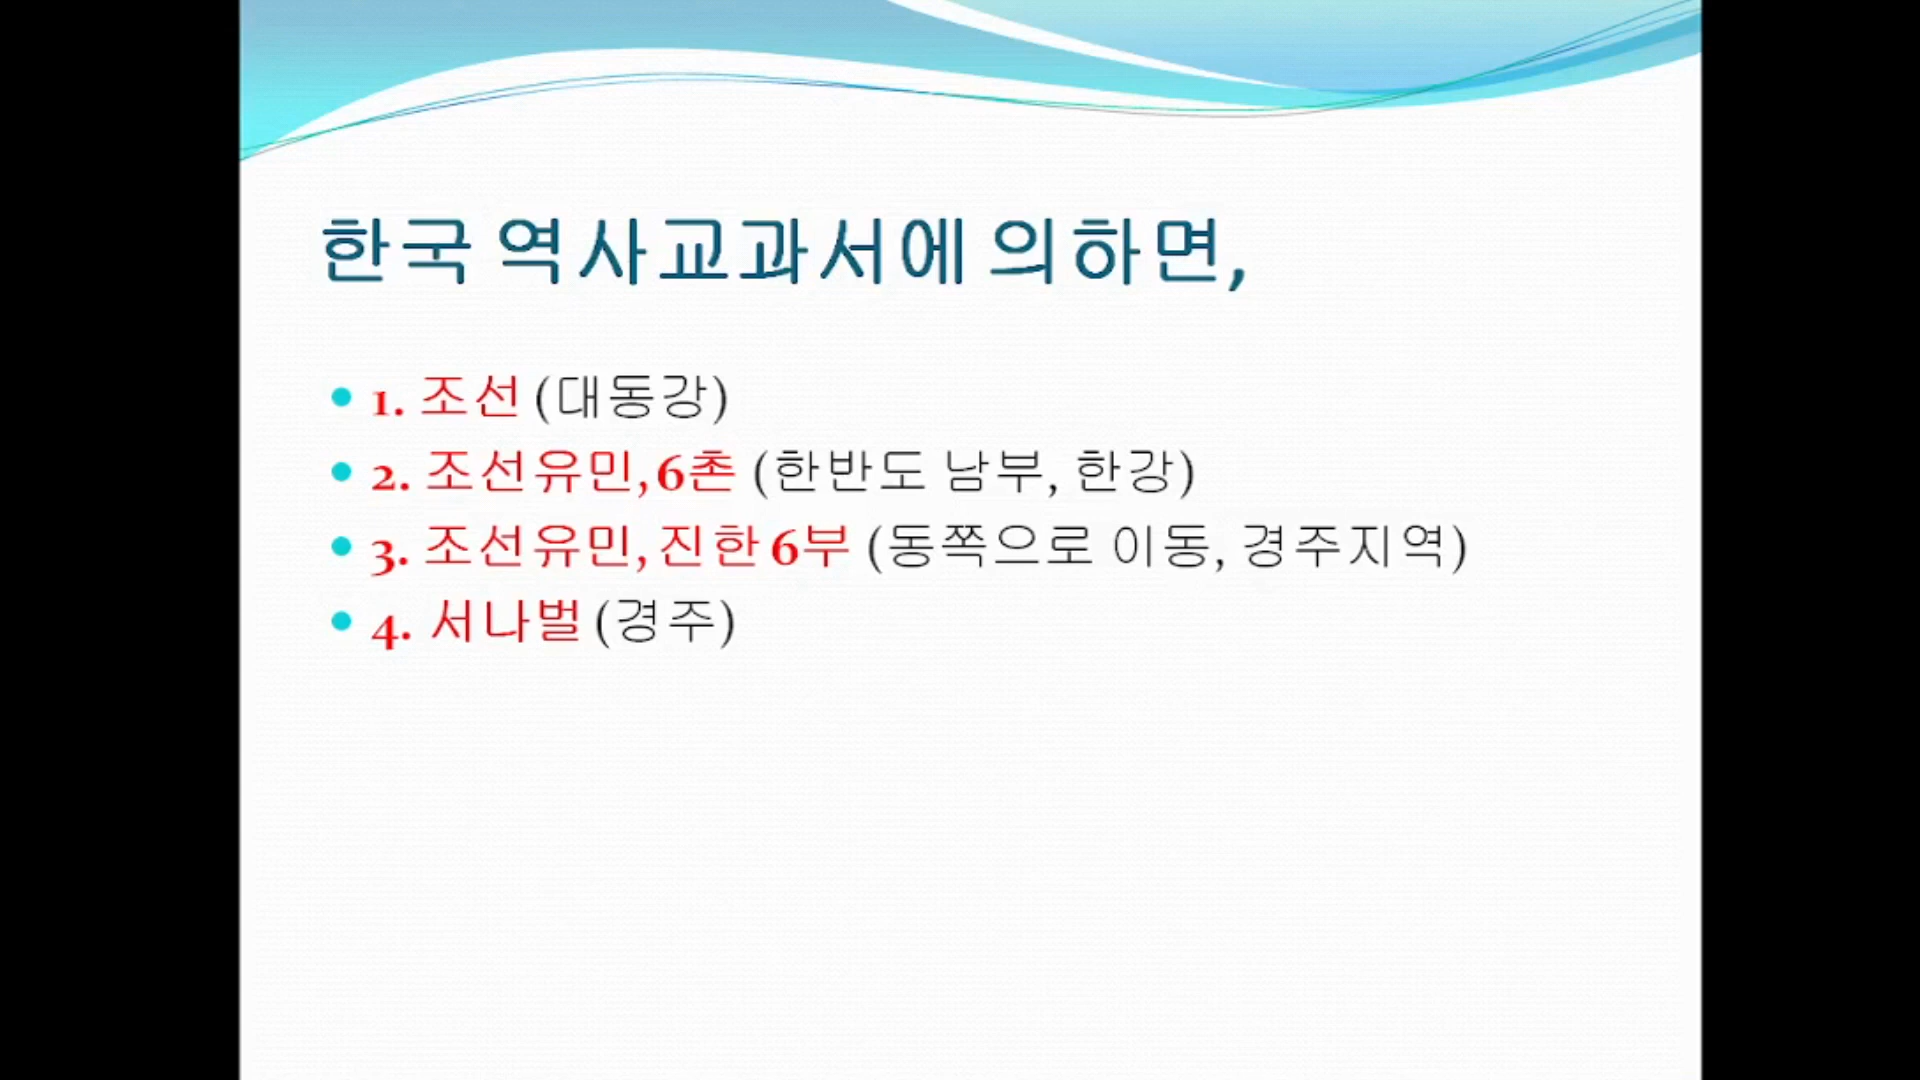 한국 역사교과서에 의하면,
1. 조선 (대동강)
2. 조선유민, 6촌 (한반도 남부, 한강)
3. 조선유민, 진한 6부 (동쪽으로 이동, 경주지역)
4. 서나벌 (경주)